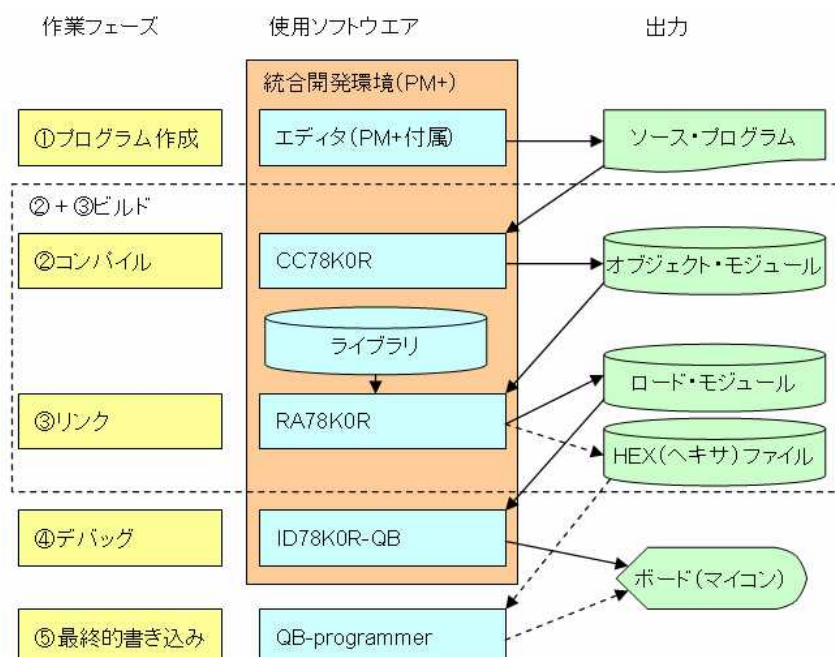 作業フェーズ 使用ソフトウエア 出力
統合開発環境(PM+)
①プログラム作成 エディタ(PM+付属) ソース・プログラム
②+③ビルド
②コンパイル CC78K0R オブジェクト・モジュール
ライブラリ
ロード・モジュール
③リンク RA78K0R
HEX(ヘキサ)ファイル
④デバッグ ID78K0R-QB
ボード(マイコン)
⑤最終的書き込み QB-programmer